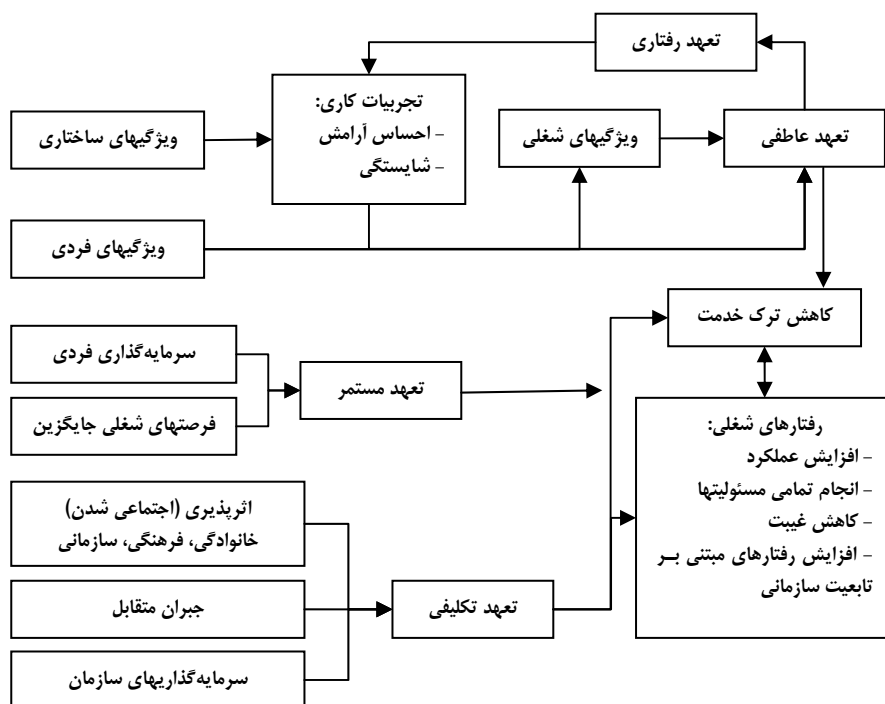 تعهد رفتاری
تجربیات کاری:
- احساس آرامش
- شایستگی
ویژگیهای ساختاری
ویژگیهای شغلی
تعهد عاطفی
ویژگیهای فردی
کاهش ترک خدمت
سرمایه‌گذاری فردی
تعهد مستمر
فرصتهای شغلی جایگزین
رفتارهای شغلی:
- افزایش عملکرد
- انجام تمامی مسئولیتها
- کاهش غیبت
- افزایش رفتارهای مبتنی بـر
تابعیت سازمانی
اثرپذیری (اجتماعی شدن)
خانوادگی، فرهنگی، سازمانی
جبران متقابل
تعهد تکلیفی
سرمایه‌گذاریهای سازمان